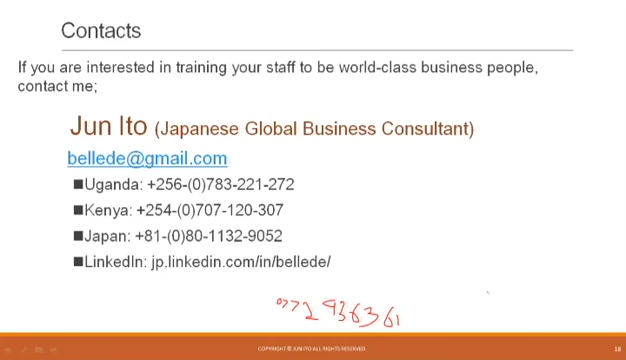 Contacts
If you are interested in training your staff to be world-class business people,
contact me;
Jun Ito (Japanese Global Business Consultant)
bellede@gmail.com
■Uganda: +256-(0)783-221-272
■Kenya: +254-(0)707-120-307
■Japan: +81-(0)80-1132-9052
■LinkedIn: jp.linkedin.com/in/bellede/
0772 936361
COPYRIGHT © JUN ITO ALL RIGHTS RESERVED.
18